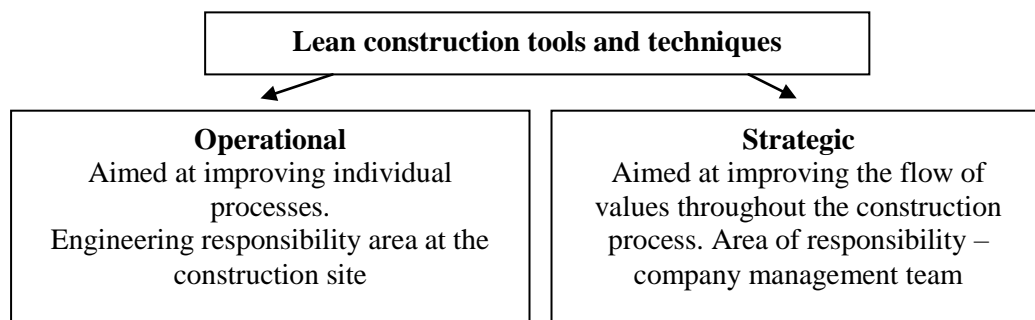 Lean construction tools and techniques
Operational
Aimed at improving individual
processes.
Engineering responsibility area at the
construction site
Strategic
Aimed at improving the flow of
values throughout the construction
process. Area of responsibility –
company management team